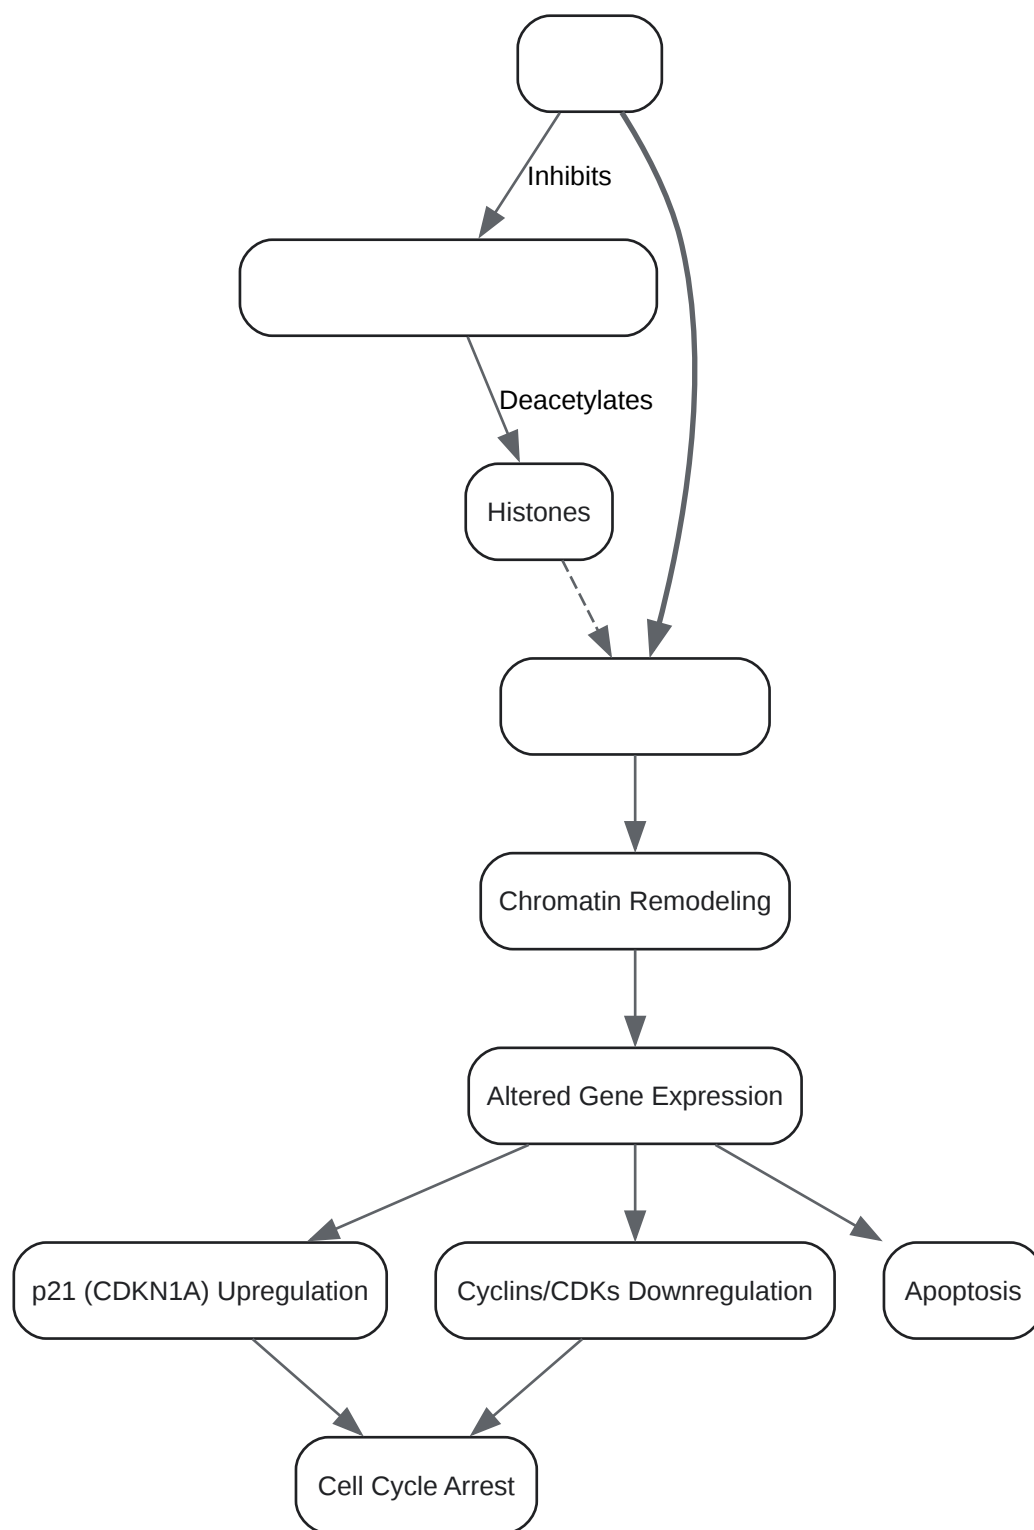 Inhibits
Deacetylates
Histones
Chromatin Remodeling
Altered Gene Expression
p21 (CDKN1A) Upregulation
Cyclins/CDKs Downregulation
Apoptosis
Cell Cycle Arrest